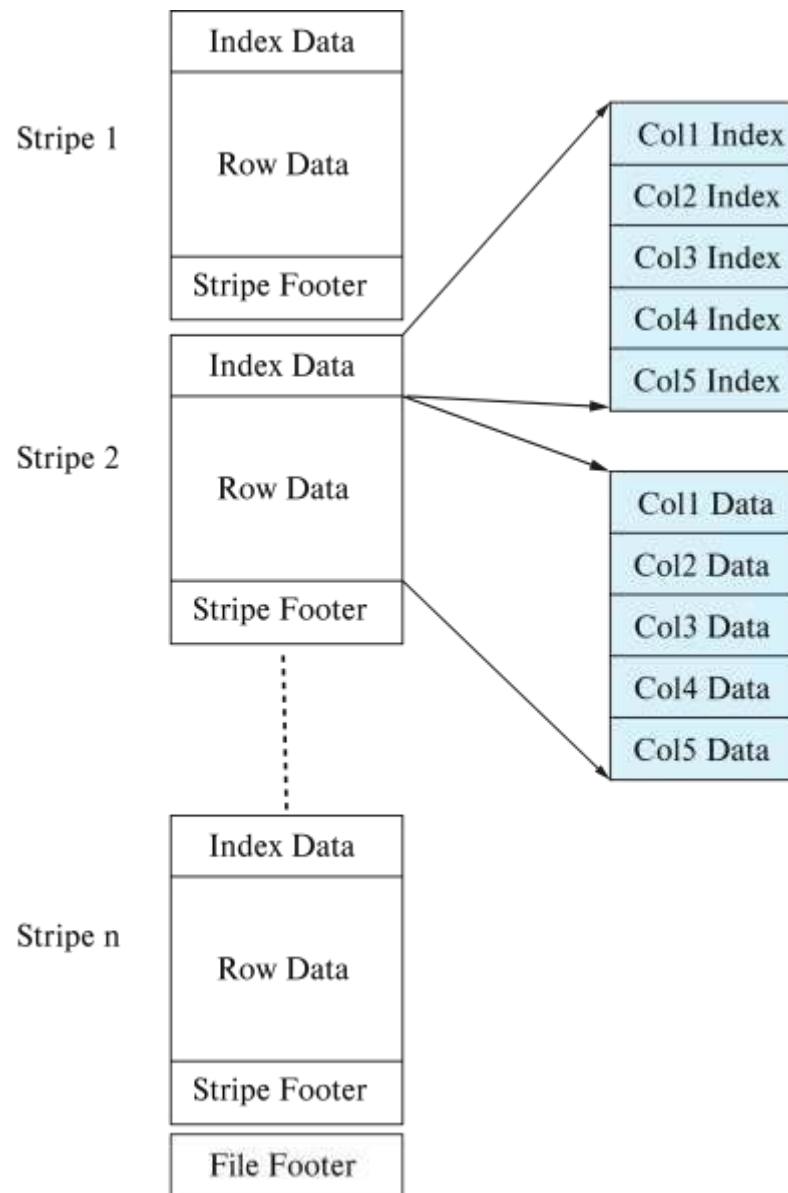 Index Data
Stripe 1
Row Data
Stripe Footer
Index Data
Stripe 2
Row Data
Stripe Footer
Col1 Index
Col2 Index
Col3 Index
Col4 Index
Col5 Index
Col1 Data
Col2 Data
Col3 Data
Col4 Data
Col5 Data
Index Data
Stripe n
Row Data
Stripe Footer
File Footer